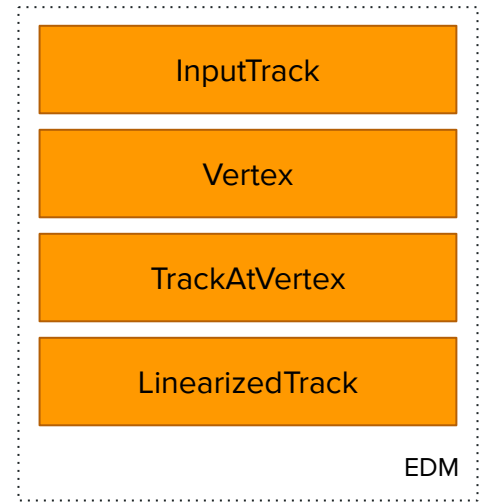 InputTrack
Vertex
TrackAtVertex
LinearizedTrack
EDM